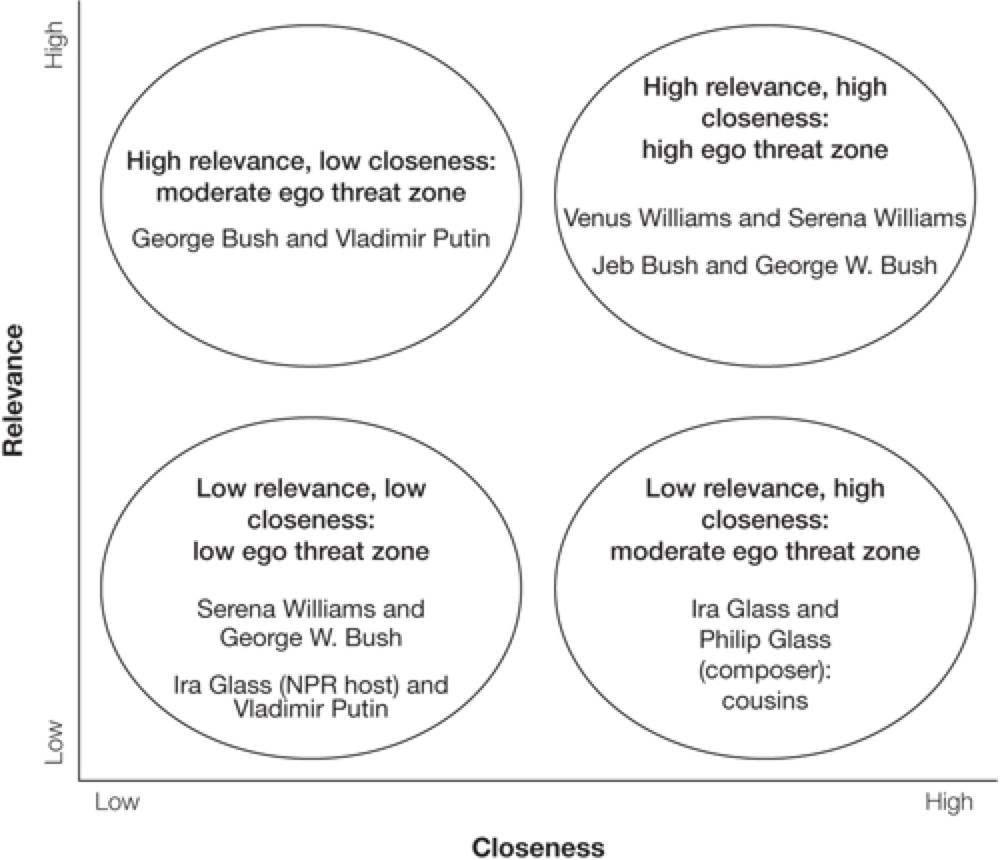 High
High relevance, high
closeness:
high ego threat zone
High relevance, low closeness:
moderate ego threat zone
Venus Williams and Serena Williams
George Bush and Vladimir Putin
Jeb Bush and George W. Bush
Relevance
Low relevance, low
closeness:
low ego threat zone
Serena Williams and
George W. Bush
Ira Glass (NPR host) and
Vladimir Putin
Low relevance, high
closeness:
moderate ego threat zone
Ira Glass and
Philip Glass
(composer):
cousins
Low
Low
High
Closeness